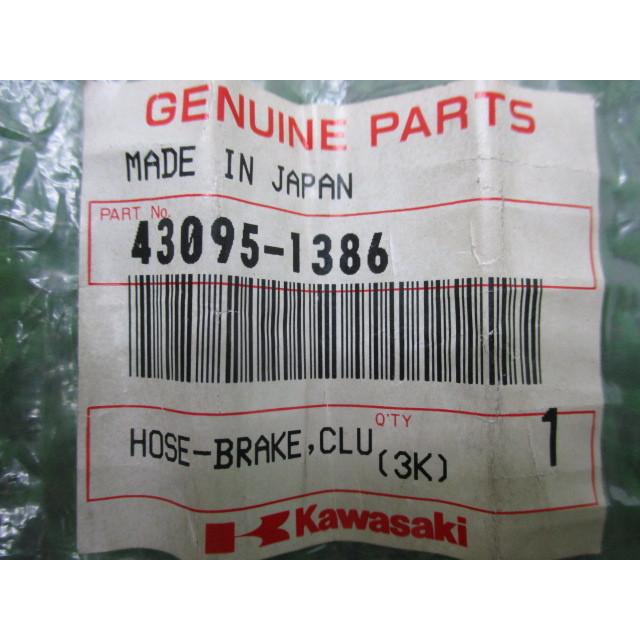 GENUINE PARTS
MADE IN JAPAN
PART No.
43095-1386
Q'TY
HOSE-BRAKE,CLU
(3K)
1
Kawasaki